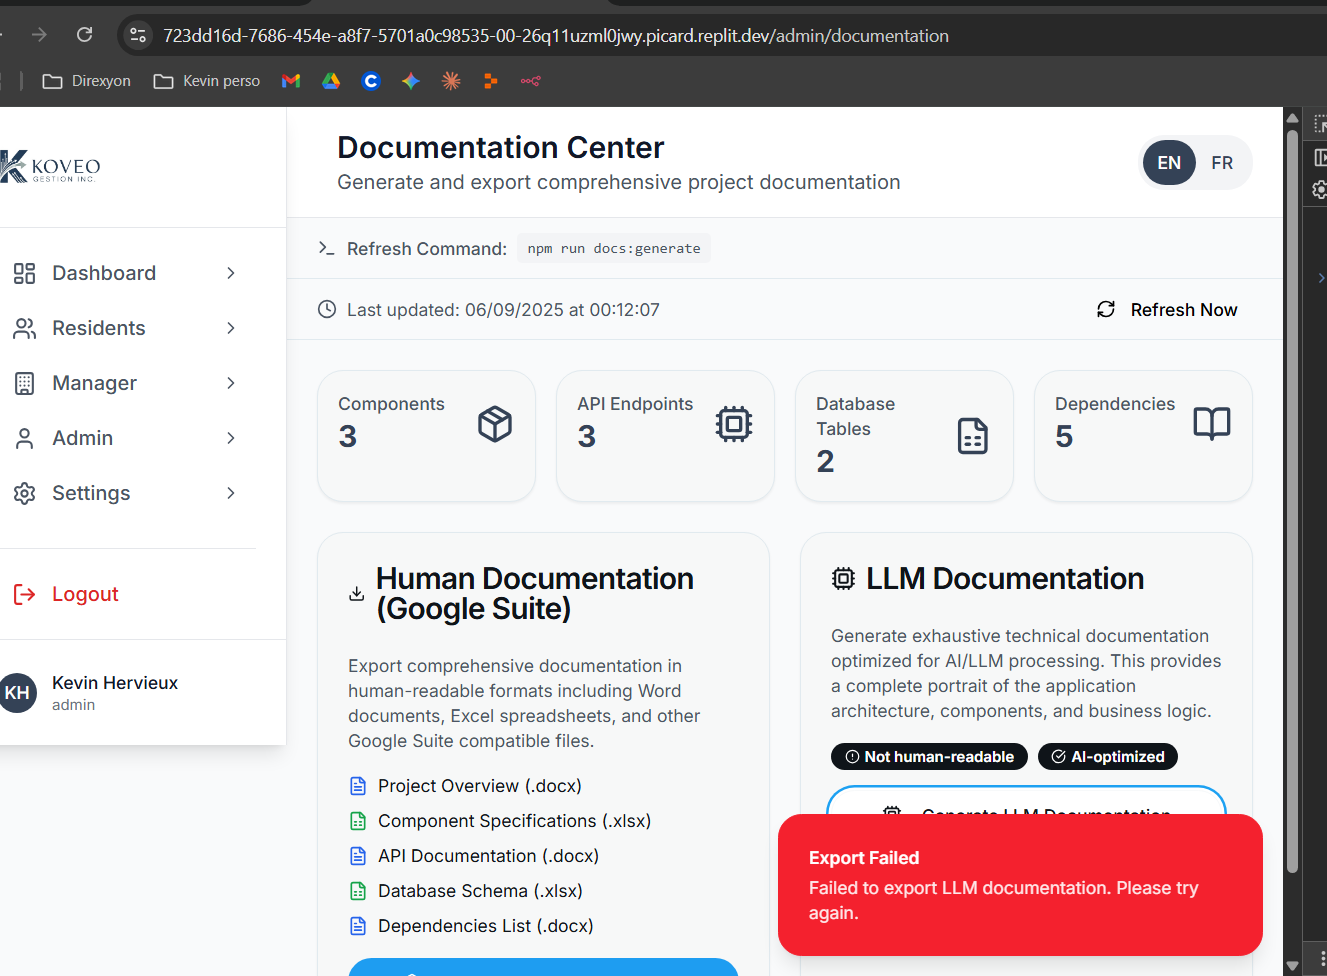 723dd16d-7686-454e-a8f7-5701a0c98535-00-26q11uzml0jwy.picard.replit.dev/admin/documentation
Direxyon
Kevin perso
KOVEO
GESTION INC.
Documentation Center
Generate and export comprehensive project documentation
EN
FR
Refresh Command:
npm run docs:generate
Dashboard
Residents
Manager
Admin
Settings
Logout
KH
Kevin Hervieux
admin
Last updated: 06/09/2025 at 00:12:07
Refresh Now
Components
3
API Endpoints
3
Database
Tables
2
Dependencies
5
Human Documentation
(Google Suite)
Export comprehensive documentation in
human-readable formats including Word
documents, Excel spreadsheets, and other
Google Suite compatible files.
Project Overview (.docx)
Component Specifications (.xlsx)
API Documentation (.docx)
Database Schema (.xlsx)
Dependencies List (.docx)
LLM Documentation
Generate exhaustive technical documentation
optimized for AI/LLM processing. This provides
a complete portrait of the application
architecture, components, and business logic.
Not human-readable
AI-optimized
Generate LLM Documentation
Export Failed
Failed to export LLM documentation. Please try
again.